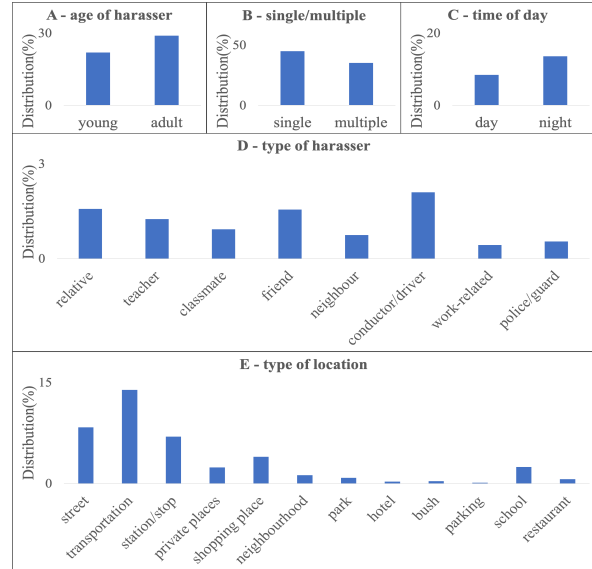 A - age of harasser
Distribution(%)
30
0
young adult
B - single/multiple
Distribution(%)
50
0
single multiple
C - time of day
Distribution(%)
20
0
day night
D - type of harasser
Distribution(%)
3
0
relative
teacher
classmate
friend
neighbour
conductor/driver
work-related
police/guard
E - type of location
Distribution(%)
15
0
street
transportation
station/stop
private places
shopping place
neighbourhood
park
hotel
bush
parking
school
restaurant